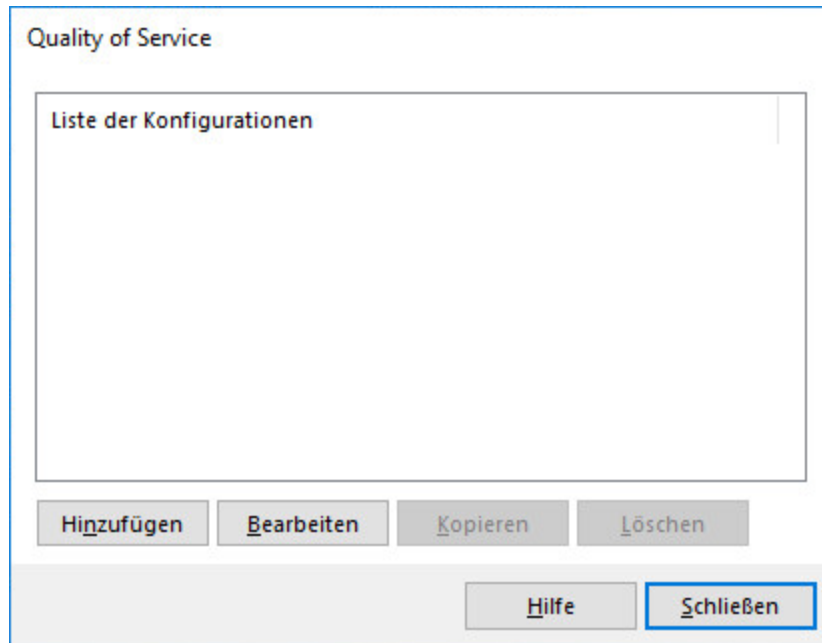 Quality of Service
Liste der Konfigurationen
Hinzufügen Bearbeiten Kopieren Löschen
Hilfe Schließen